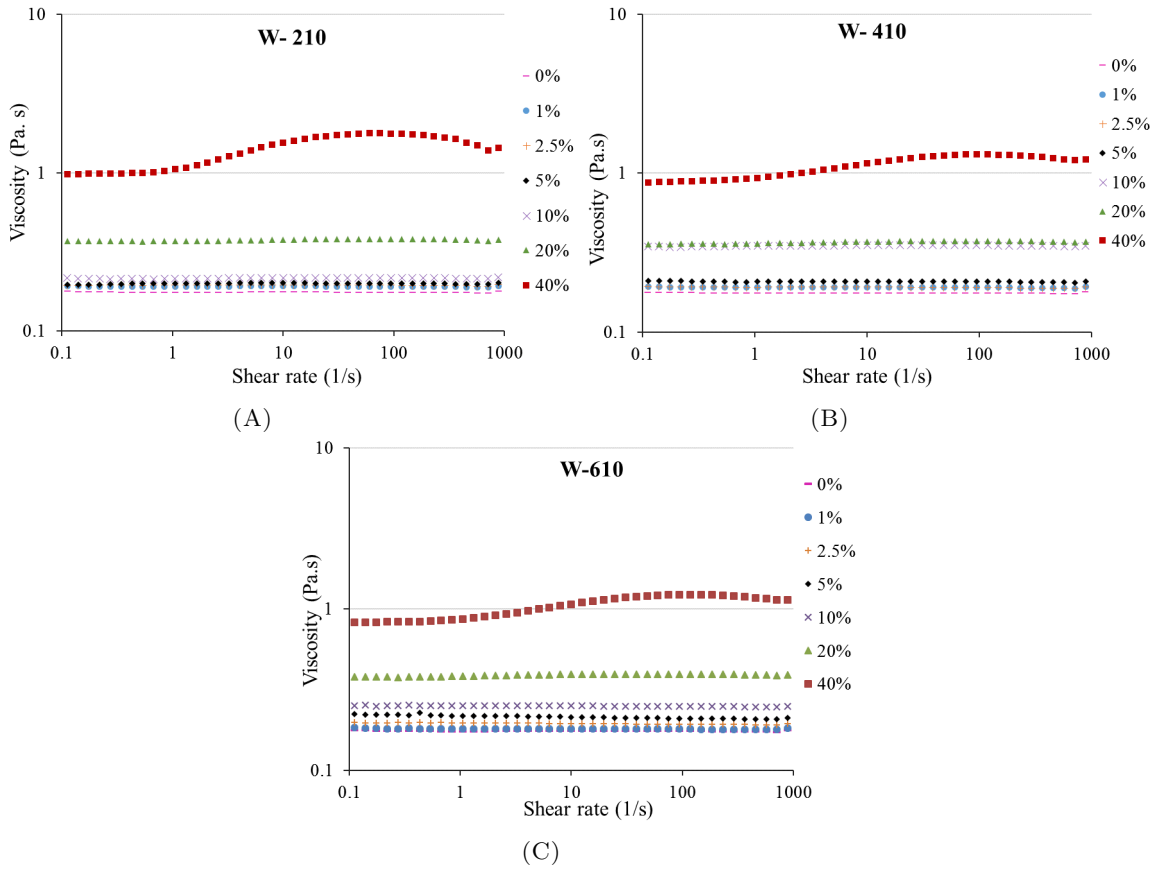 W- 210
10
1
0.1
Viscosity (Pa. s)
0.1 1 10 100 1000
Shear rate (1/s)
0%
1%
2.5%
5%
10%
20%
40%
(A)
W- 410
10
1
0.1
Viscosity (Pa.s)
0.1 1 10 100 1000
Shear rate (1/s)
0%
1%
2.5%
5%
10%
20%
40%
(B)
W-610
10
1
0.1
Viscosity (Pa.s)
0.1 1 10 100 1000
Shear rate (1/s)
0%
1%
2.5%
5%
10%
20%
40%
(C)